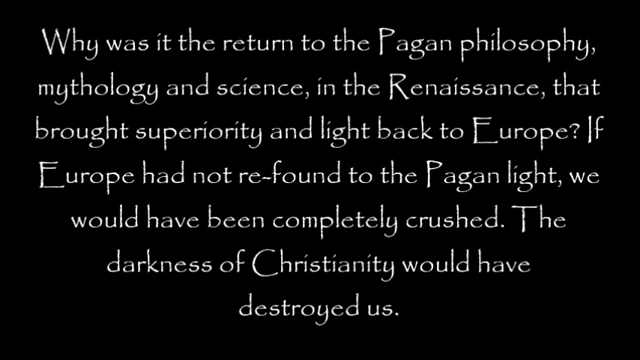 Why was it the return to the Pagan philosophy,
mythology and science, in the Renaissance, that
brought superiority and light back to Europe? If
Europe had not re-found to the Pagan light, we
would have been completely crushed. The
darkness of Christianity would have
destroyed us.